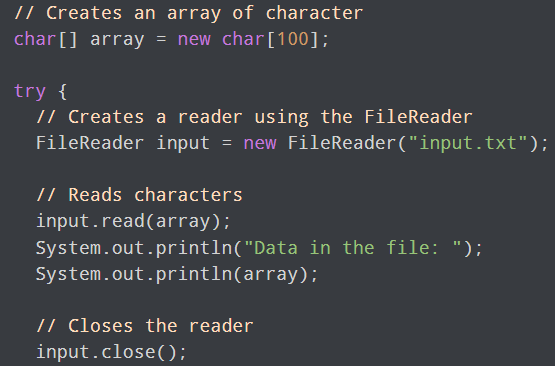 // Creates an array of character
char[] array = new char[100];
try {
// Creates a reader using the FileReader
FileReader input = new FileReader("input.txt");
// Reads characters
input.read(array);
System.out.println("Data in the file: ");
System.out.println(array);
// Closes the reader
input.close();